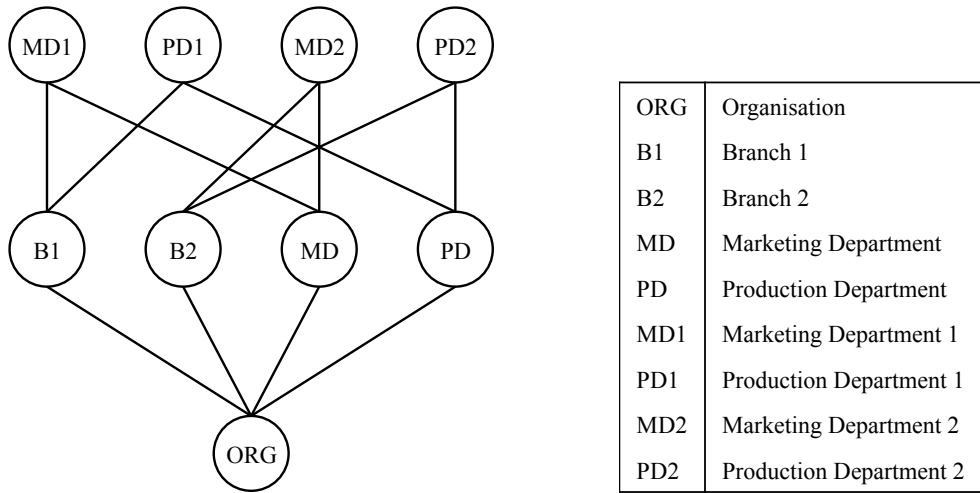 MD1 PD1 MD2 PD2
B1 B2 MD PD
ORG
ORG Organisation
B1 Branch 1
B2 Branch 2
MD Marketing Department
PD Production Department
MD1 Marketing Department 1
PD1 Production Department 1
MD2 Marketing Department 2
PD2 Production Department 2